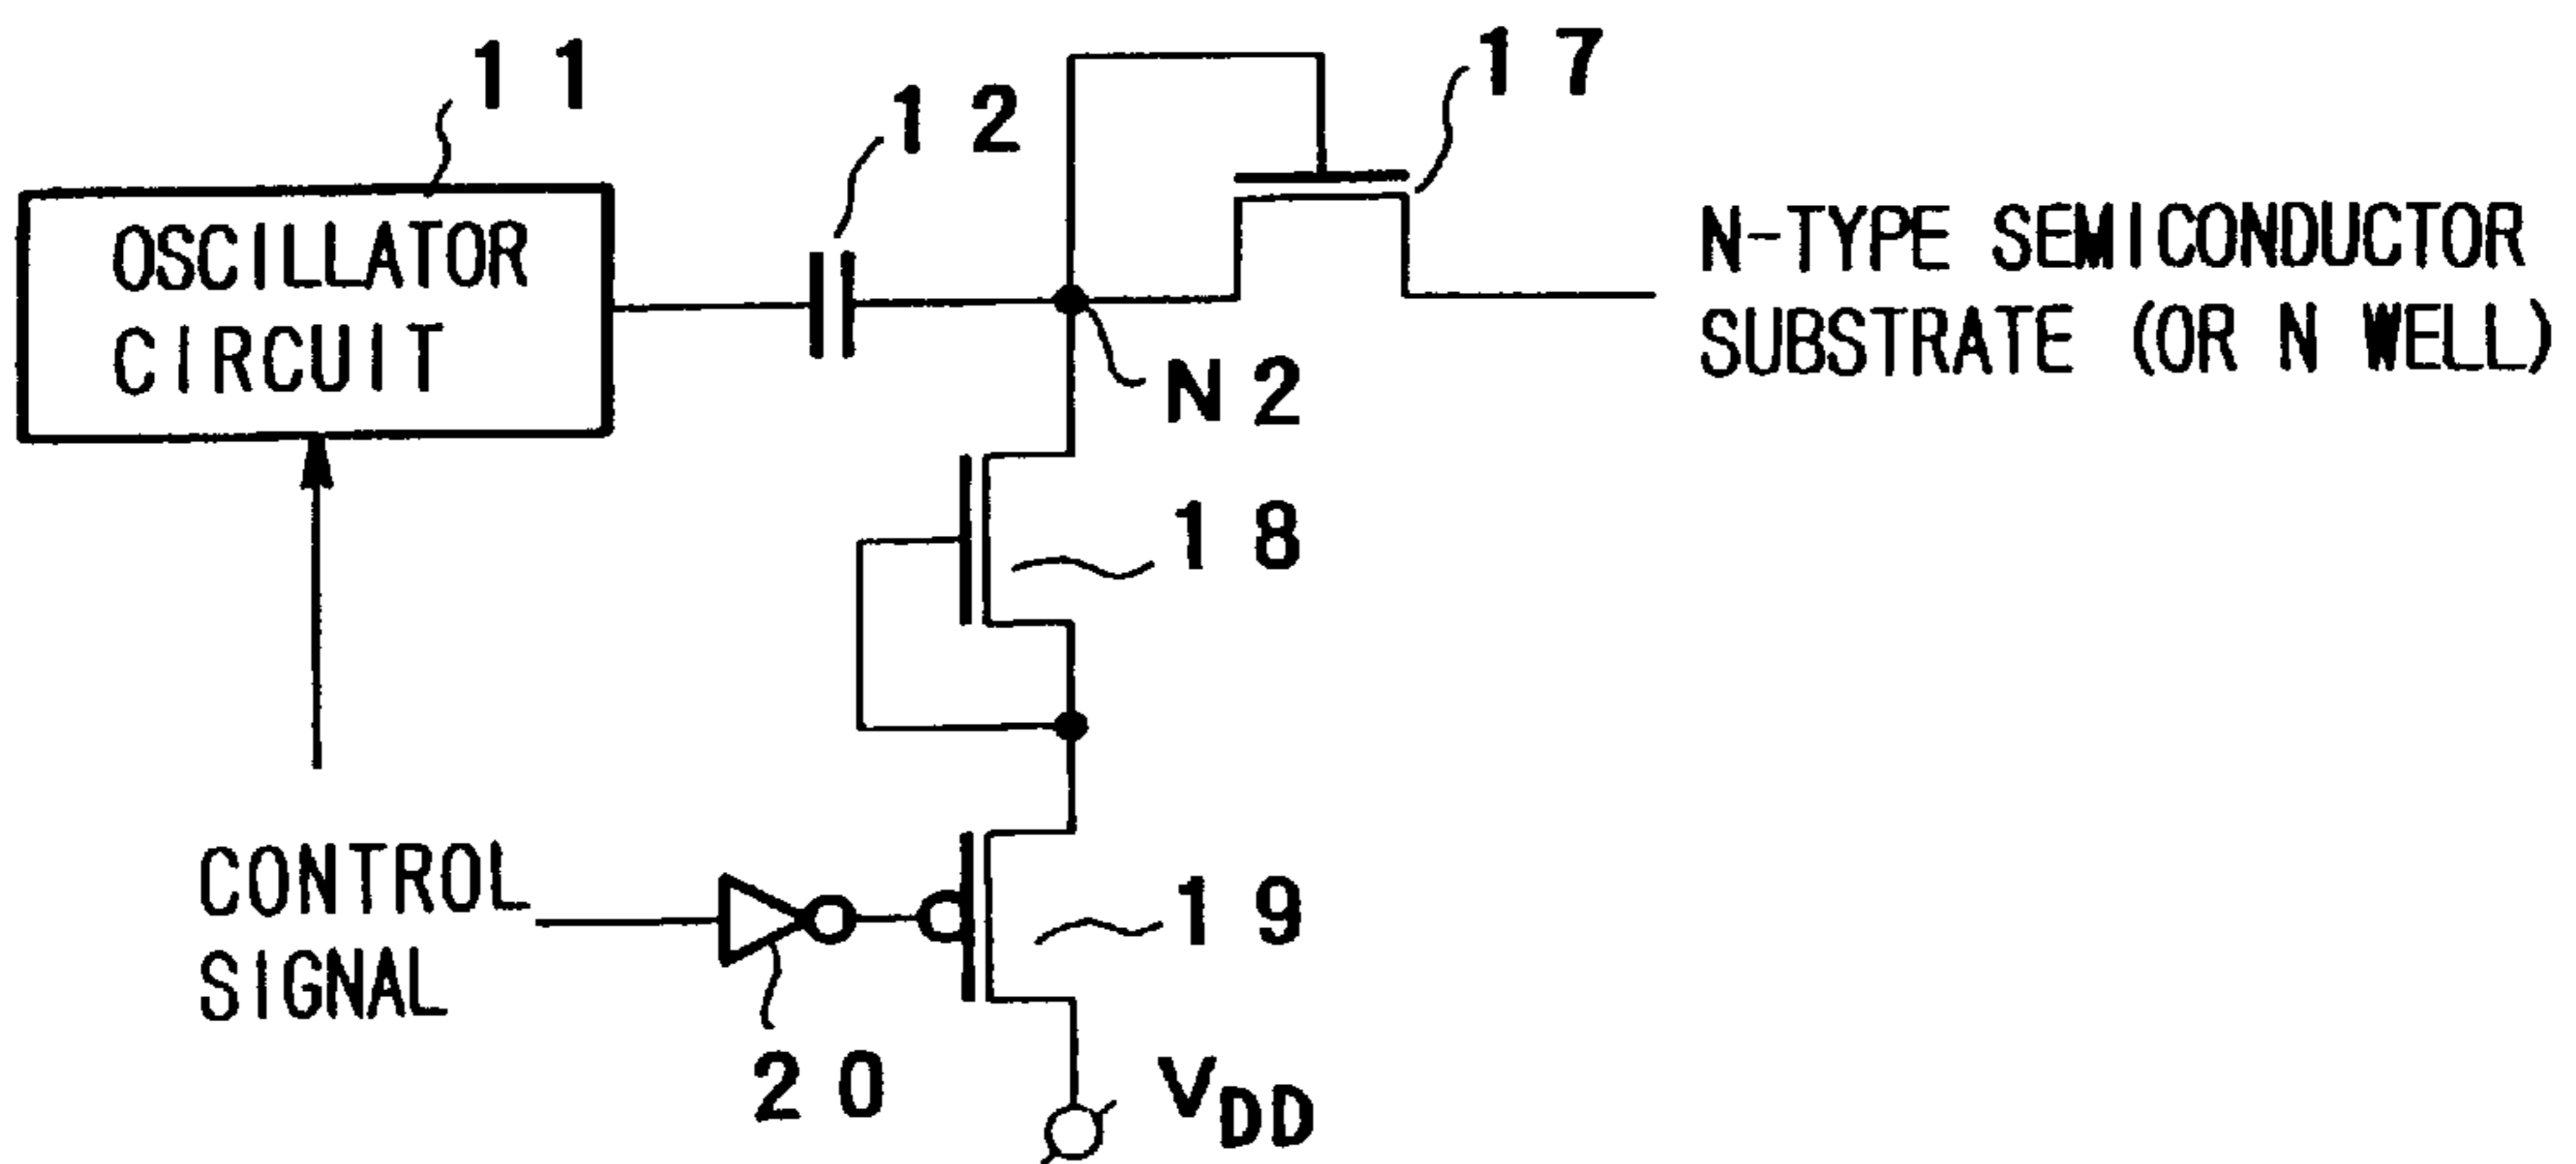 11
12
17
OSCILLATOR
CIRCUIT
N-TYPE SEMICONDUCTOR
SUBSTRATE (OR N WELL)
N2
18
CONTROL
SIGNAL
19
20
VDD